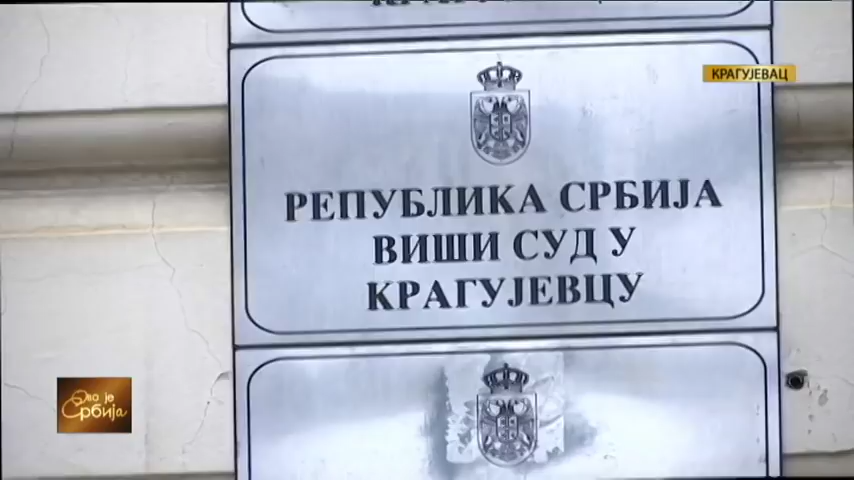 КРАГУЈЕВАЦ
РЕПУБЛИКА СРБИЈА
ВИШИ СУД У
КРАГУЈЕВЦУ
Ово је
Србија